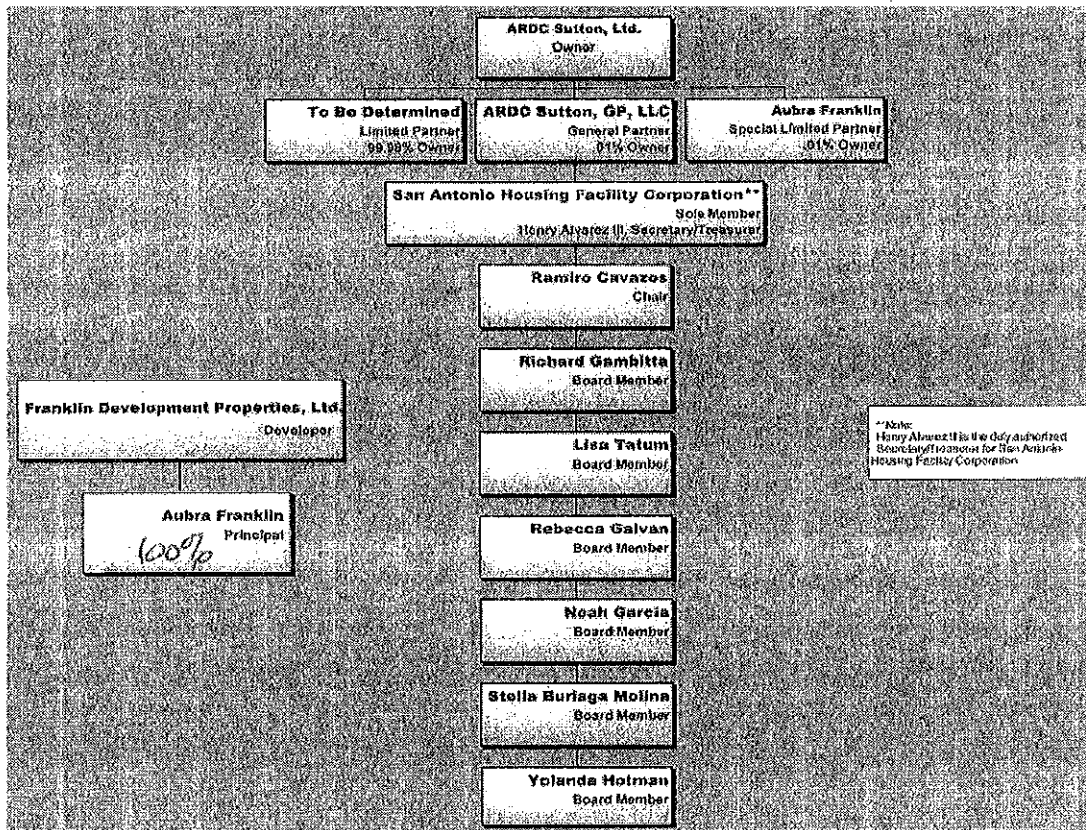 ARDC Sutton, Ltd.
Owner
To Be Determined
Limited Partner
99.98% Owner
ARDC Sutton, GP, LLC
General Partner
.01% Owner
Aubra Franklin
Special Limited Partner
.01% Owner
San Antonio Housing Facility Corporation**
Sole Member
Henry Alvarez III, Secretary/Treasurer
Ramiro Cavazos
Chair
Richard Gambitta
Board Member
Franklin Development Properties, Ltd.
Developer
Lisa Tatum
Board Member
**Note:
Henry Alvarez III is the duly authorized
Secretary/Treasurer for San Antonio
Housing Facility Corporation
Aubra Franklin
Principal
100%
Rebecca Galvan
Board Member
Noah Garcia
Board Member
Stella Burlaga Molina
Board Member
Yolanda Hotman
Board Member